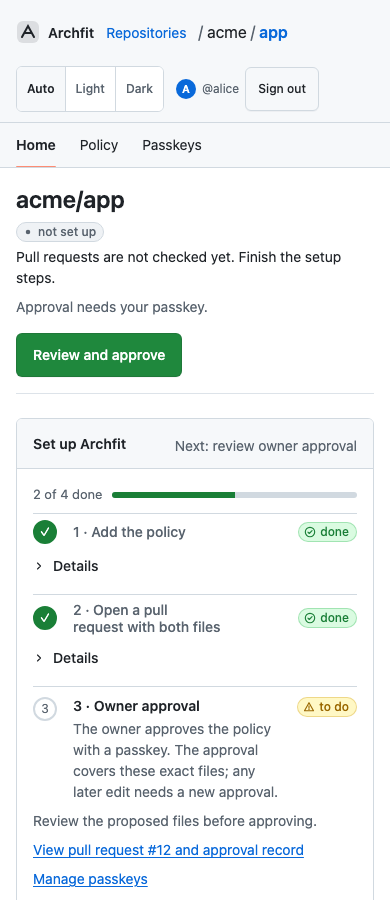 A Archfit Repositories / acme / app
Auto Light Dark A @alice Sign out
Home Policy Passkeys
acme/app
• not set up
Pull requests are not checked yet. Finish the setup
steps.
Approval needs your passkey.
Review and approve
Set up Archfit Next: review owner approval
2 of 4 done
1 · Add the policy done
Details
2 · Open a pull
request with both files done
Details
3 3 · Owner approval to do
The owner approves the policy
with a passkey. The approval
covers these exact files; any
later edit needs a new approval.
Review the proposed files before approving.
View pull request #12 and approval record
Manage passkeys